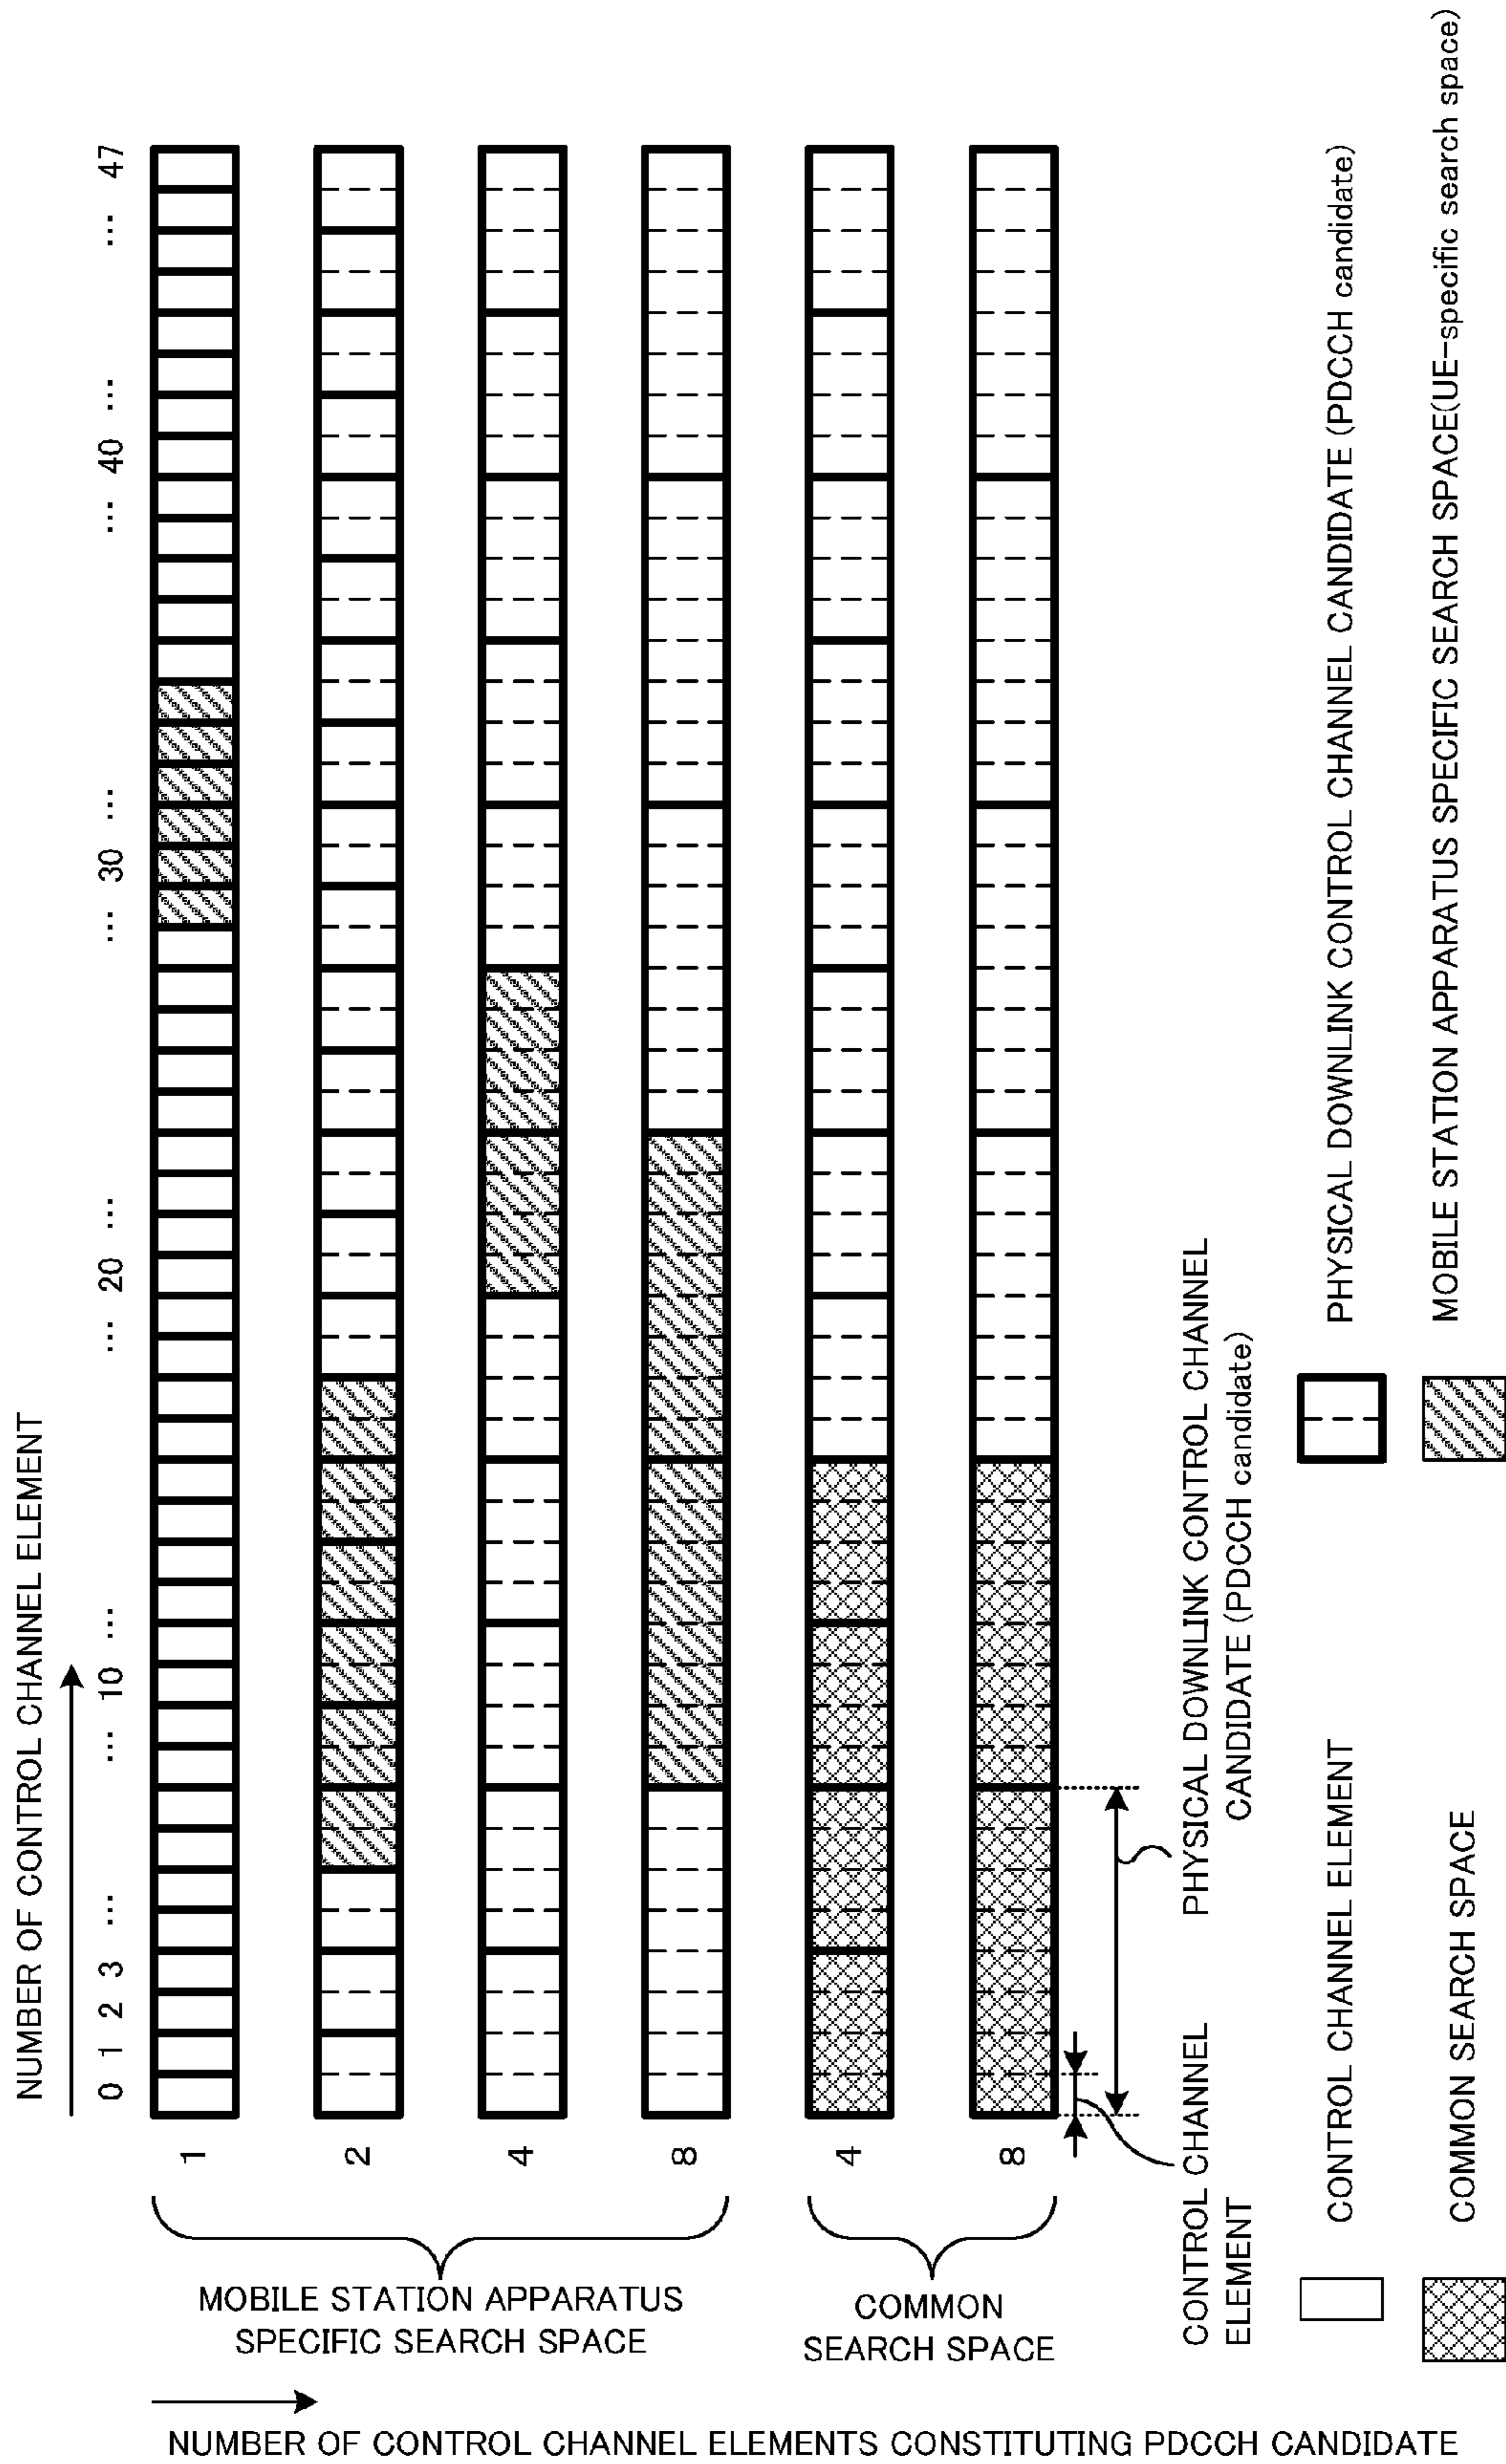 NUMBER OF CONTROL CHANNEL ELEMENT
0 1 2 3 ... 10 ... 20 ... 30 ... 40 ... 47
1
2
4
8
4
8
MOBILE STATION APPARATUS
SPECIFIC SEARCH SPACE
COMMON
SEARCH SPACE
NUMBER OF CONTROL CHANNEL ELEMENTS CONSTITUTING PDCCH CANDIDATE
CONTROL CHANNEL
ELEMENT
PHYSICAL DOWNLINK CONTROL CHANNEL
CANDIDATE (PDCCH candidate)
CONTROL CHANNEL ELEMENT
PHYSICAL DOWNLINK CONTROL CHANNEL CANDIDATE (PDCCH candidate)
COMMON SEARCH SPACE
MOBILE STATION APPARATUS SPECIFIC SEARCH SPACE(UE-specific search space)